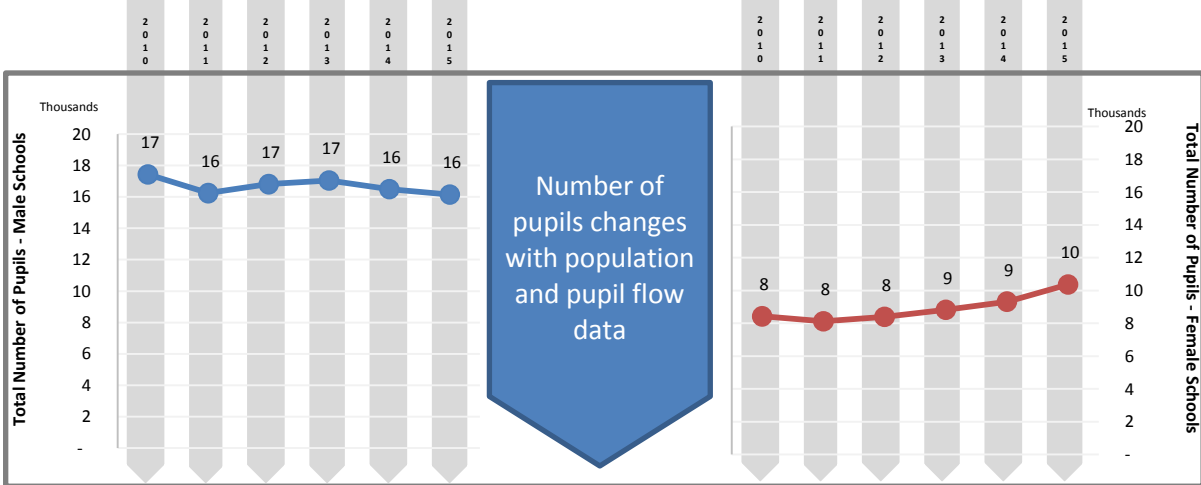 2010 2011 2012 2013 2014 2015
2010 2011 2012 2013 2014 2015
Total Number of Pupils - Male Schools
Thousands
20
18
16
14
12
10
8
6
4
2
-
17 16 17 17 16 16
Number of
pupils changes
with population
and pupil flow
data
8 8 8 9 9 10
Thousands
20
18
16
14
12
10
8
6
4
2
-
Total Number of Pupils - Female Schools